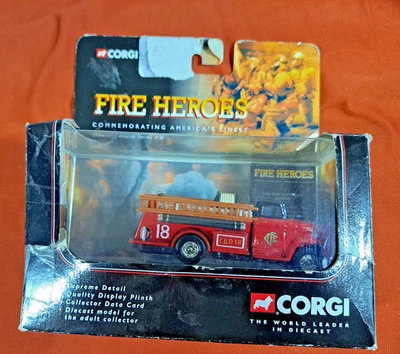 CORGI
FIRE HEROES
COMMEMORATING AMERICA'S FINEST
FIRE HEROES
18
Supreme Detail
Quality Display Plinth
Collector Data Card
Diecast model for
the adult collector
CORGI
THE WORLD LEADER
IN DIECAST